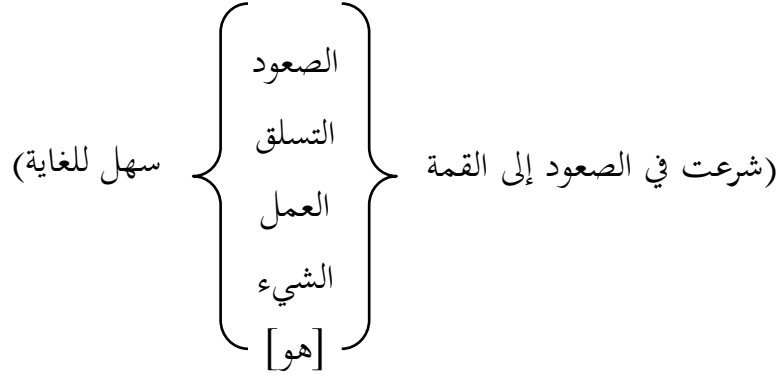 الصعود
التسلق
(شرعت في الصعود إلى القمة } العمل { سهل للغاية)
الشيء
[هو]